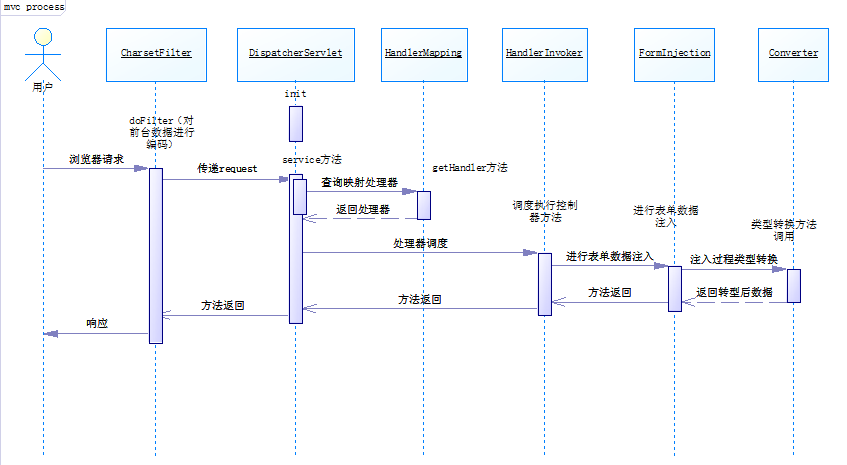 mvc process
CharsetFilter
DispatcherServlet
HandlerMapping
HandlerInvoker
FormInjection
Converter
用户
init
doFilter（对
前台数据进行
编码）
浏览器请求
传递request
service方法
查询映射处理器
getHandler方法
返回处理器
调度执行控制
器方法
进行表单数据
注入
类型转换方法
调用
处理器调度
进行表单数据注入
注入过程类型转换
方法返回
方法返回
方法返回
返回转型后数据
响应